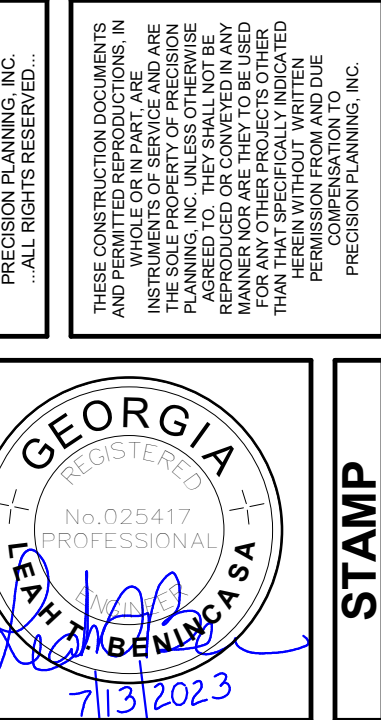 PRECISION PLANNING, INC.
...ALL RIGHTS RESERVED...
THESE CONSTRUCTION DOCUMENTS
AND PERMITTED REPRODUCTIONS, IN
WHOLE OR IN PART, ARE
INSTRUMENTS OF SERVICE AND ARE
THE SOLE PROPERTY OF PRECISION
PLANNING, INC. UNLESS OTHERWISE
AGREED TO. THEY SHALL NOT BE
REPRODUCED OR CONVEYED IN ANY
MANNER NOR ARE THEY TO BE USED
FOR ANY OTHER PROJECTS OTHER
THAN THAT SPECIFICALLY INDICATED
HEREIN WITHOUT WRITTEN
PERMISSION FROM AND DUE
COMPENSATION TO
PRECISION PLANNING, INC.
GEORGIA
REGISTERED
No.025417
PROFESSIONAL
ENGINEER
LEAH T. BENINCASA
7/13/2023
STAMP